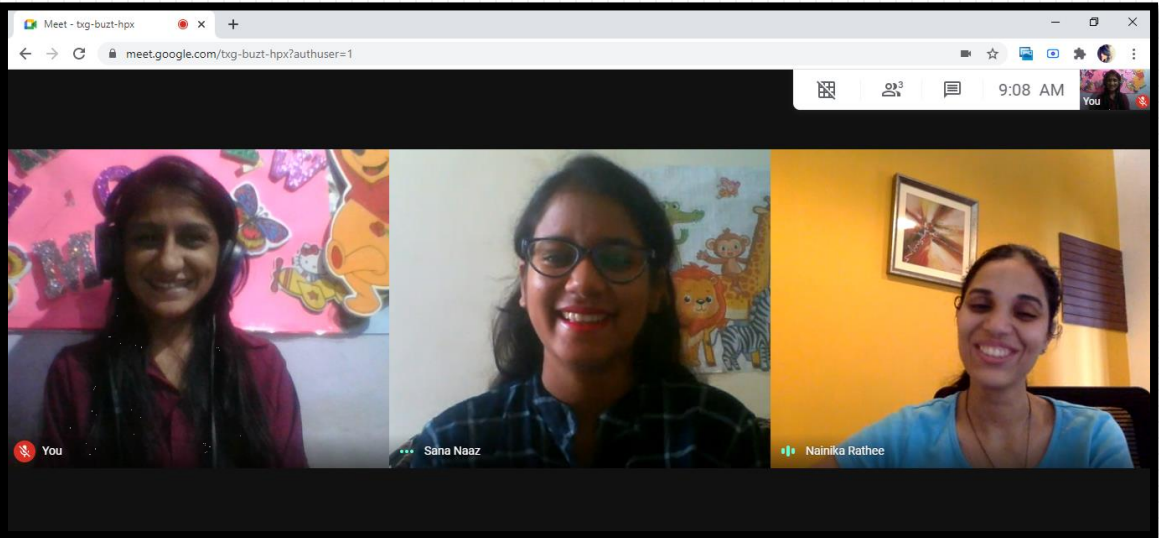 Meet - txg-buzt-hpx
meet.google.com/txg-buzt-hpx?authuser=1
3
9:08 AM
You
You
Sana Naaz
Nainika Rathee